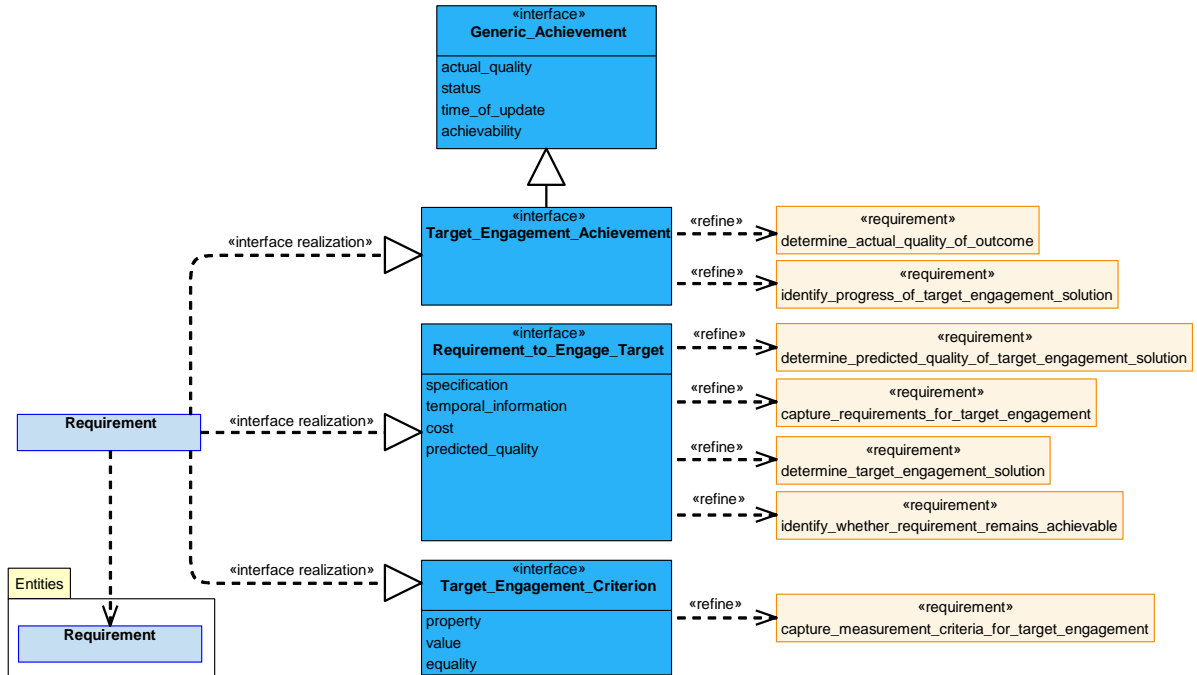 «interface»
Generic_Achievement
actual_quality
status
time_of_update
achievability
«interface»
Target_Engagement_Achievement
«interface realization»
«refine»
«requirement»
determine_actual_quality_of_outcome
«refine»
«requirement»
identify_progress_of_target_engagement_solution
«interface»
Requirement_to_Engage_Target
specification
temporal_information
cost
predicted_quality
«refine»
«requirement»
determine_predicted_quality_of_target_engagement_solution
«refine»
«requirement»
capture_requirements_for_target_engagement
Requirement
«interface realization»
«refine»
«requirement»
determine_target_engagement_solution
«refine»
«requirement»
identify_whether_requirement_remains_achievable
«interface realization»
«interface»
Target_Engagement_Criterion
property
value
equality
«refine»
«requirement»
capture_measurement_criteria_for_target_engagement
Entities
Requirement